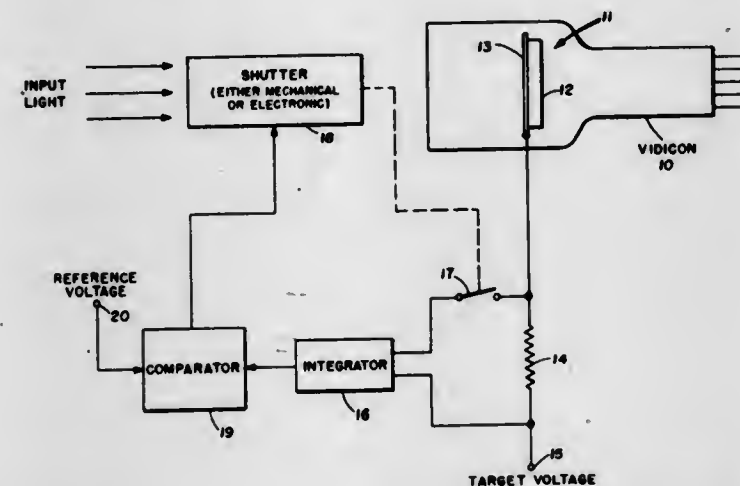 11
13
INPUT
LIGHT
SHUTTER
(EITHER MECHANICAL
OR ELECTRONIC)
18
12
VIDICON
10
REFERENCE
VOLTAGE
20
17
COMPARATOR
INTEGRATOR
14
19
16
15
TARGET VOLTAGE